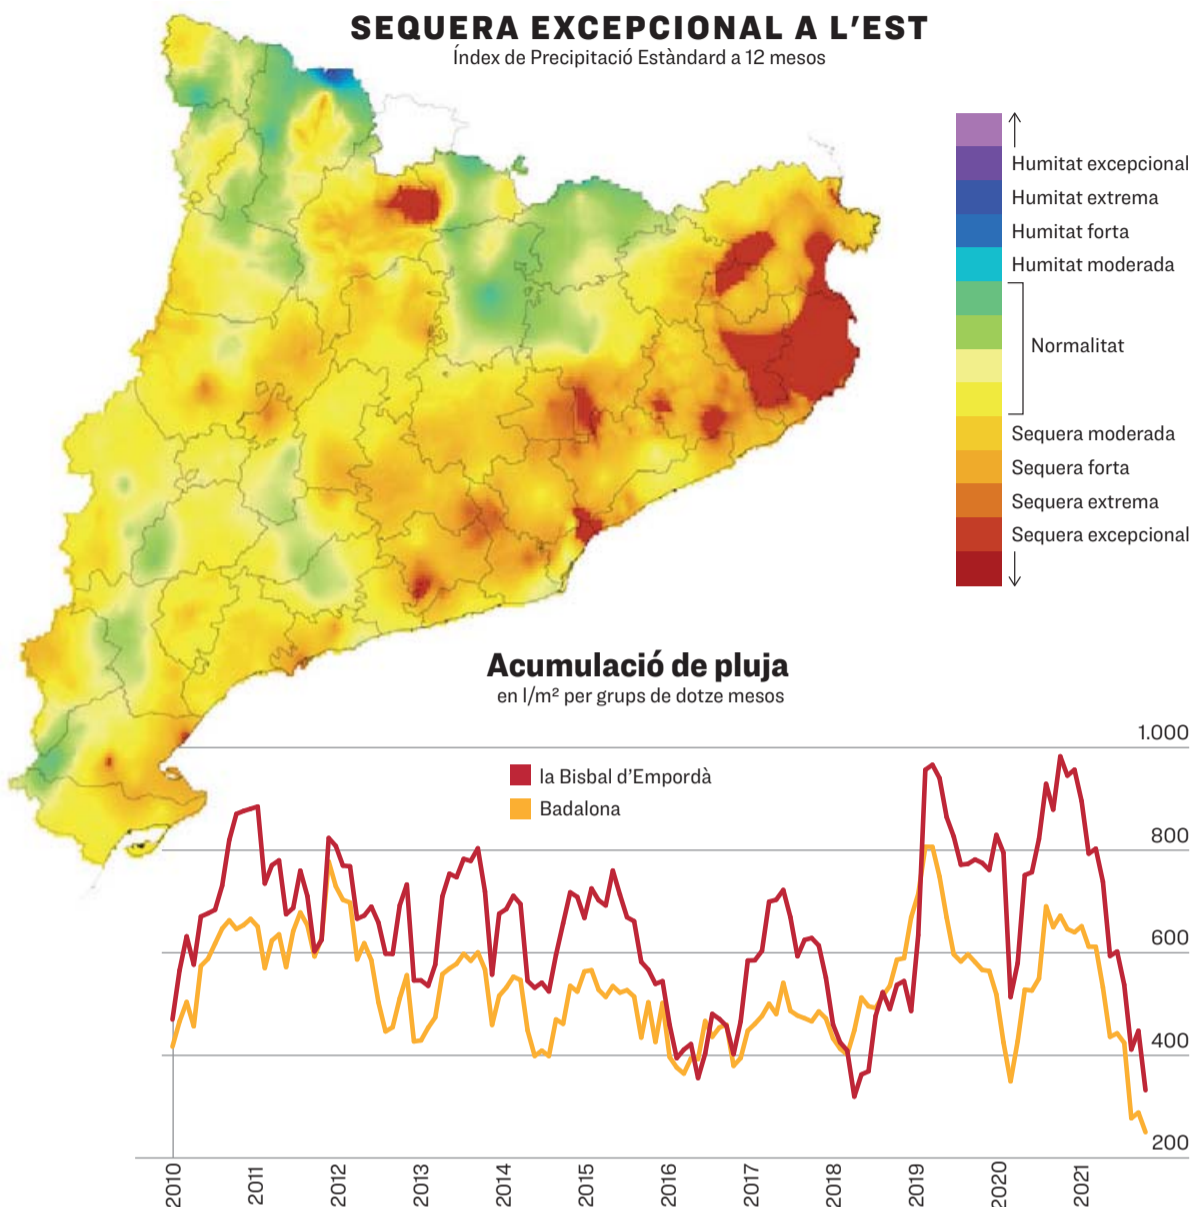 SEQUERA EXCEPCIONAL A L'EST
Índex de Precipitació Estàndard a 12 mesos
Humitat excepcional
Humitat extrema
Humitat forta
Humitat moderada
Normalitat
Sequera moderada
Sequera forta
Sequera extrema
Sequera excepcional
Acumulació de pluja
en l/m² per grups de dotze mesos
1.000
la Bisbal d'Empordà
Badalona
800
600
400
200
2010 2011 2012 2013 2014 2015 2016 2017 2018 2019 2020 2021